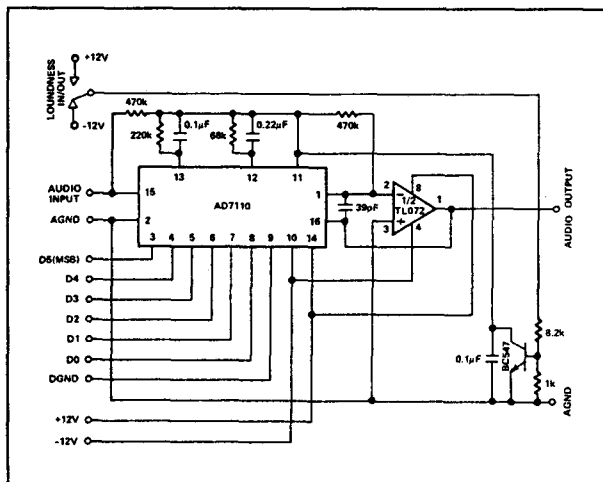 +12V
LOUNDNESS
IN/OUT
-12V
470k
220k
0.1µF
68k
0.22µF
470k
13
12
11
AUDIO
INPUT
15
AGND
2
AD7110
1
16
39pF
2
8
1/2
TL072
1
3
4
AUDIO OUTPUT
3
4
5
6
7
8
9
10
14
D5(MSB)
D4
D3
D2
D1
D0
DGND
+12V
-12V
0.1µF
BC547
8.2k
1k
AGND